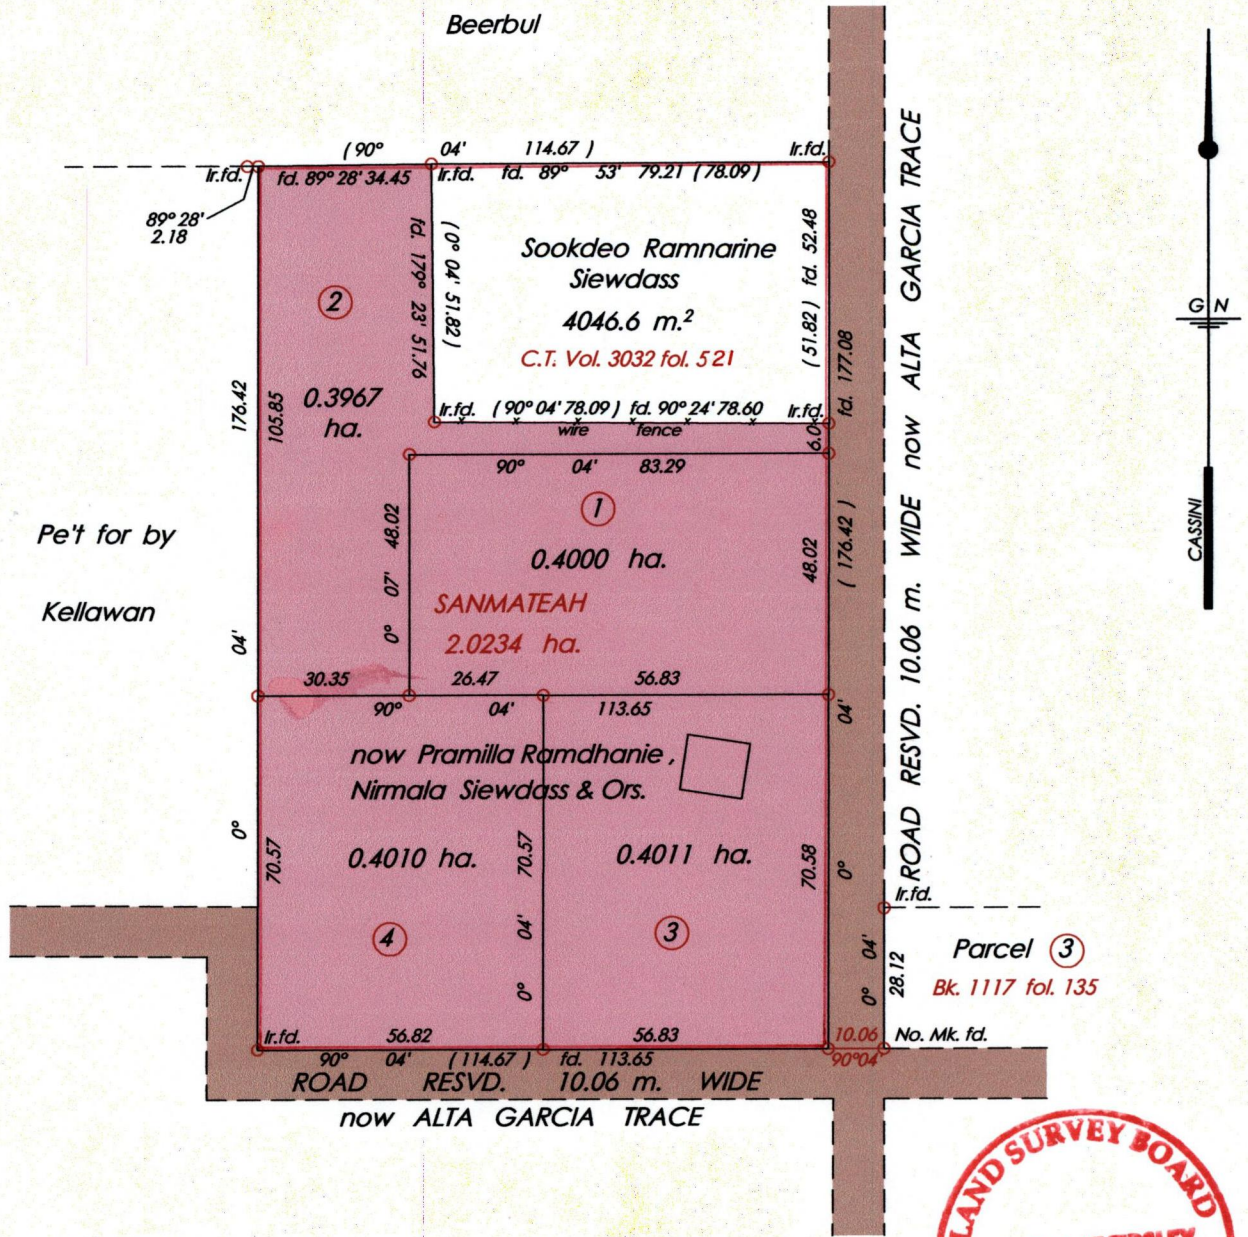 Beerbul
( 90° 04' 114.67 )
Ir.fd.
Ir.fd.
fd. 89° 28' 34.45
Ir.fd. fd. 89° 53' 79.21 ( 78.09 )
89° 28'
2.18
fd. 179° 23' 51.76
( 0° 04' 51.82 )
Sookdeo Ramnarine
Siewdass
4046.6 m.²
C.T. Vol. 3032 fol. 521
( 51.82 ) fd. 52.48
2
0.3967
ha.
176.42
105.85
Ir.fd. ( 90° 04' 78.09 ) fd. 90° 24' 78.60 Ir.fd.
wire fence
6.0
fd. 177.08
90° 04' 83.29
1
0.4000 ha.
0° 07' 48.02
48.02
( 176.42 )
SANMATEAH
2.0234 ha.
Pe't for by
Kellawan
0° 04'
30.35 26.47 56.83
90° 04' 113.65
0° 04'
now Pramilla Ramdhanie ,
Nirmala Siewdass & Ors.
0.4010 ha.
0.4011 ha.
70.57
0° 04' 70.57
70.58
4
3
Ir.fd. 56.82 56.83
90° 04' ( 114.67 ) fd. 113.65
ROAD RESVD. 10.06 m. WIDE
now ALTA GARCIA TRACE
ROAD RESVD. 10.06 m. WIDE now ALTA GARCIA TRACE
Ir.fd.
Parcel 3
Bk. 1117 fol. 135
0° 04'
28.12
10.06 No. Mk. fd.
90°04'
G N
CASSINI
LAND SURVEY BOARD